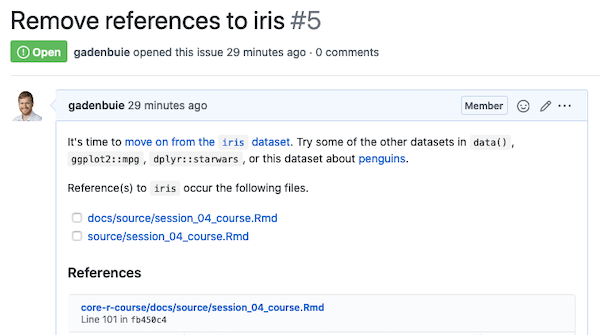 Remove references to iris #5
Open gadenbuie opened this issue 29 minutes ago · 0 comments
gadenbuie 29 minutes ago Member
It's time to move on from the iris dataset. Try some of the other datasets in data() ,
ggplot2::mpg , dplyr::starwars , or this dataset about penguins.
Reference(s) to iris occur the following files.
docs/source/session_04_course.Rmd
source/session_04_course.Rmd
References
core-r-course/docs/source/session_04_course.Rmd
Line 101 in fb450c4